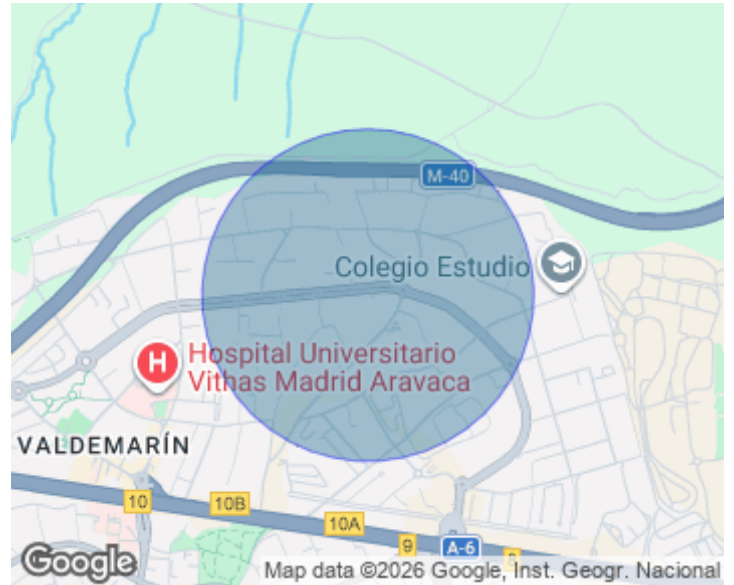 M-40
Colegio Estudio
H
Hospital Universitario
Vithas Madrid Aravaca
VALDEMARÍN
10
10B
10A
9
A-6
Google
Map data ©2026 Google, Inst. Geogr. Nacional